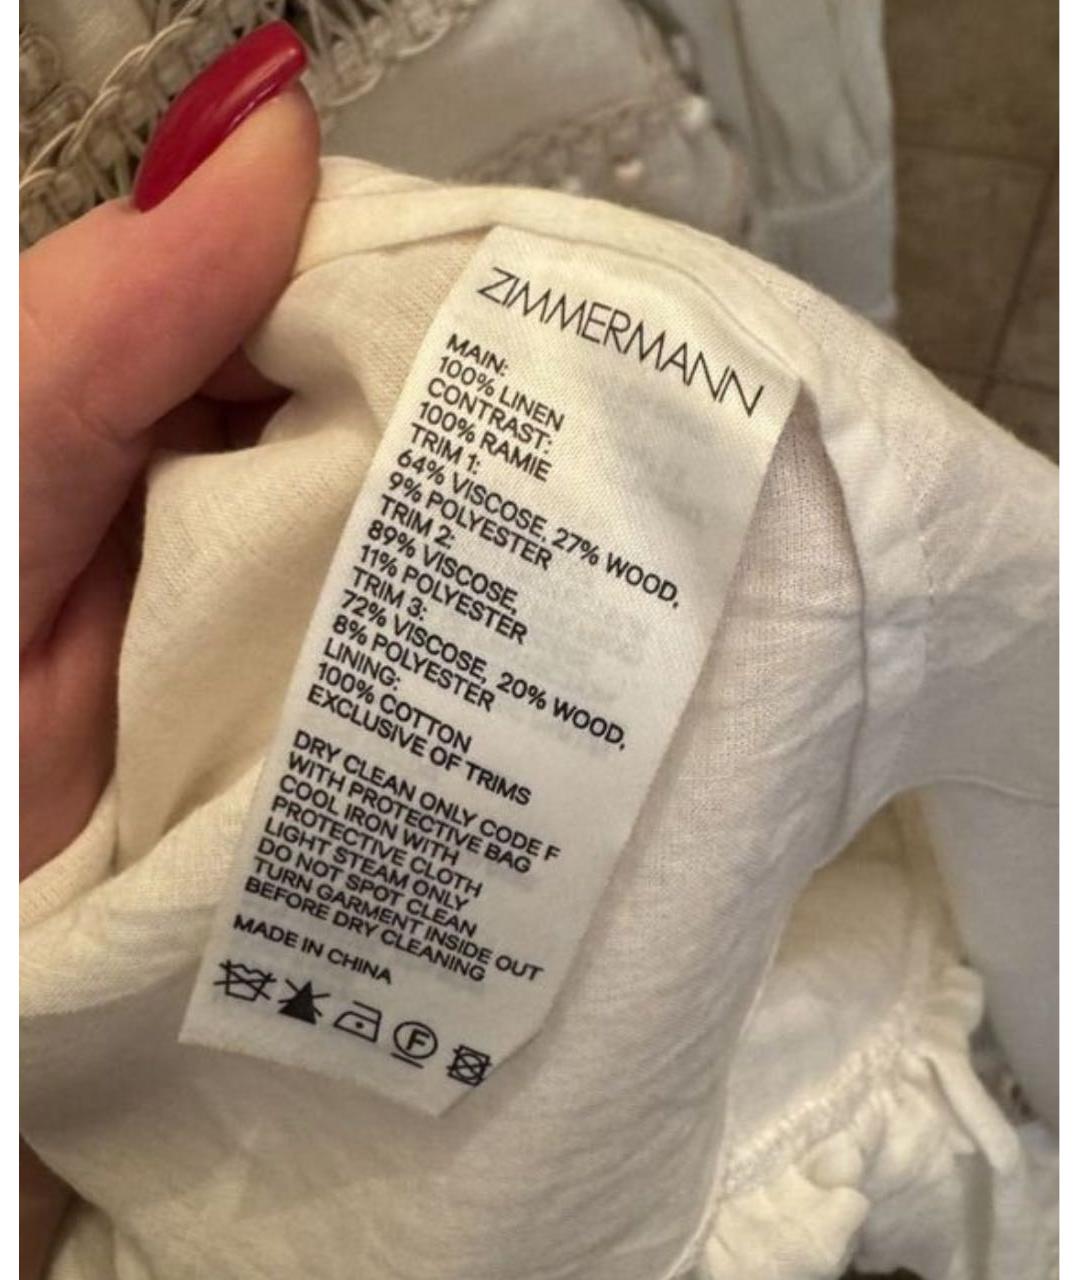 ZIMMERMANN
MAIN:
100% LINEN
CONTRAST:
100% RAMIE
TRIM 1:
64% VISCOSE, 27% WOOD,
9% POLYESTER
TRIM 2:
89% VISCOSE,
11% POLYESTER
TRIM 3:
72% VISCOSE, 20% WOOD,
8% POLYESTER
LINING:
100% COTTON
EXCLUSIVE OF TRIMS
DRY CLEAN ONLY CODE F
WITH PROTECTIVE BAG
COOL IRON WITH
PROTECTIVE CLOTH
LIGHT STEAM ONLY
DO NOT SPOT CLEAN
TURN GARMENT INSIDE OUT
BEFORE DRY CLEANING
MADE IN CHINA
F